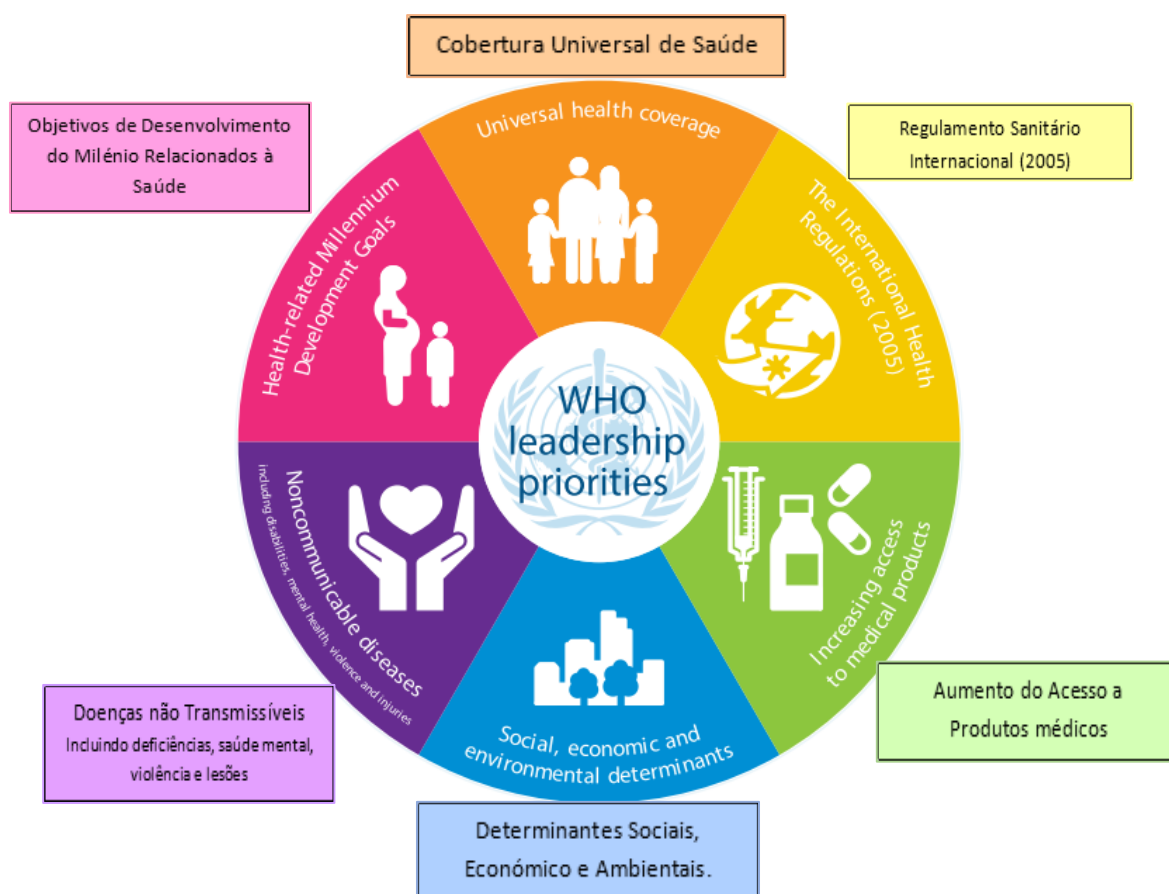 Cobertura Universal de Saúde
Objetivos de Desenvolvimento
do Milénio Relacionados à
Saúde
Regulamento Sanitário
Internacional (2005)
Universal health coverage
Health-related Millennium
Development Goals
The International Health
Regulations (2005)
WHO
leadership
priorities
Noncommunicable diseases
including disabilities, mental health, violence and injuries
Increasing access
to medical products
Social, economic and
environmental determinants
Doenças não Transmissíveis
Incluindo deficiências, saúde mental,
violência e lesões
Aumento do Acesso a
Produtos médicos
Determinantes Sociais,
Económico e Ambientais.